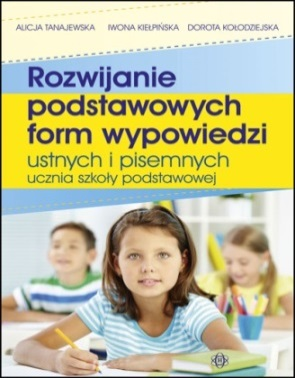 ALICJA TANAJEWSKA IWONA KIEŁPIŃSKA DOROTA KOŁODZIEJSKA
Rozwijanie
podstawowych
form wypowiedzi
ustnych i pisemnych
ucznia szkoły podstawowej